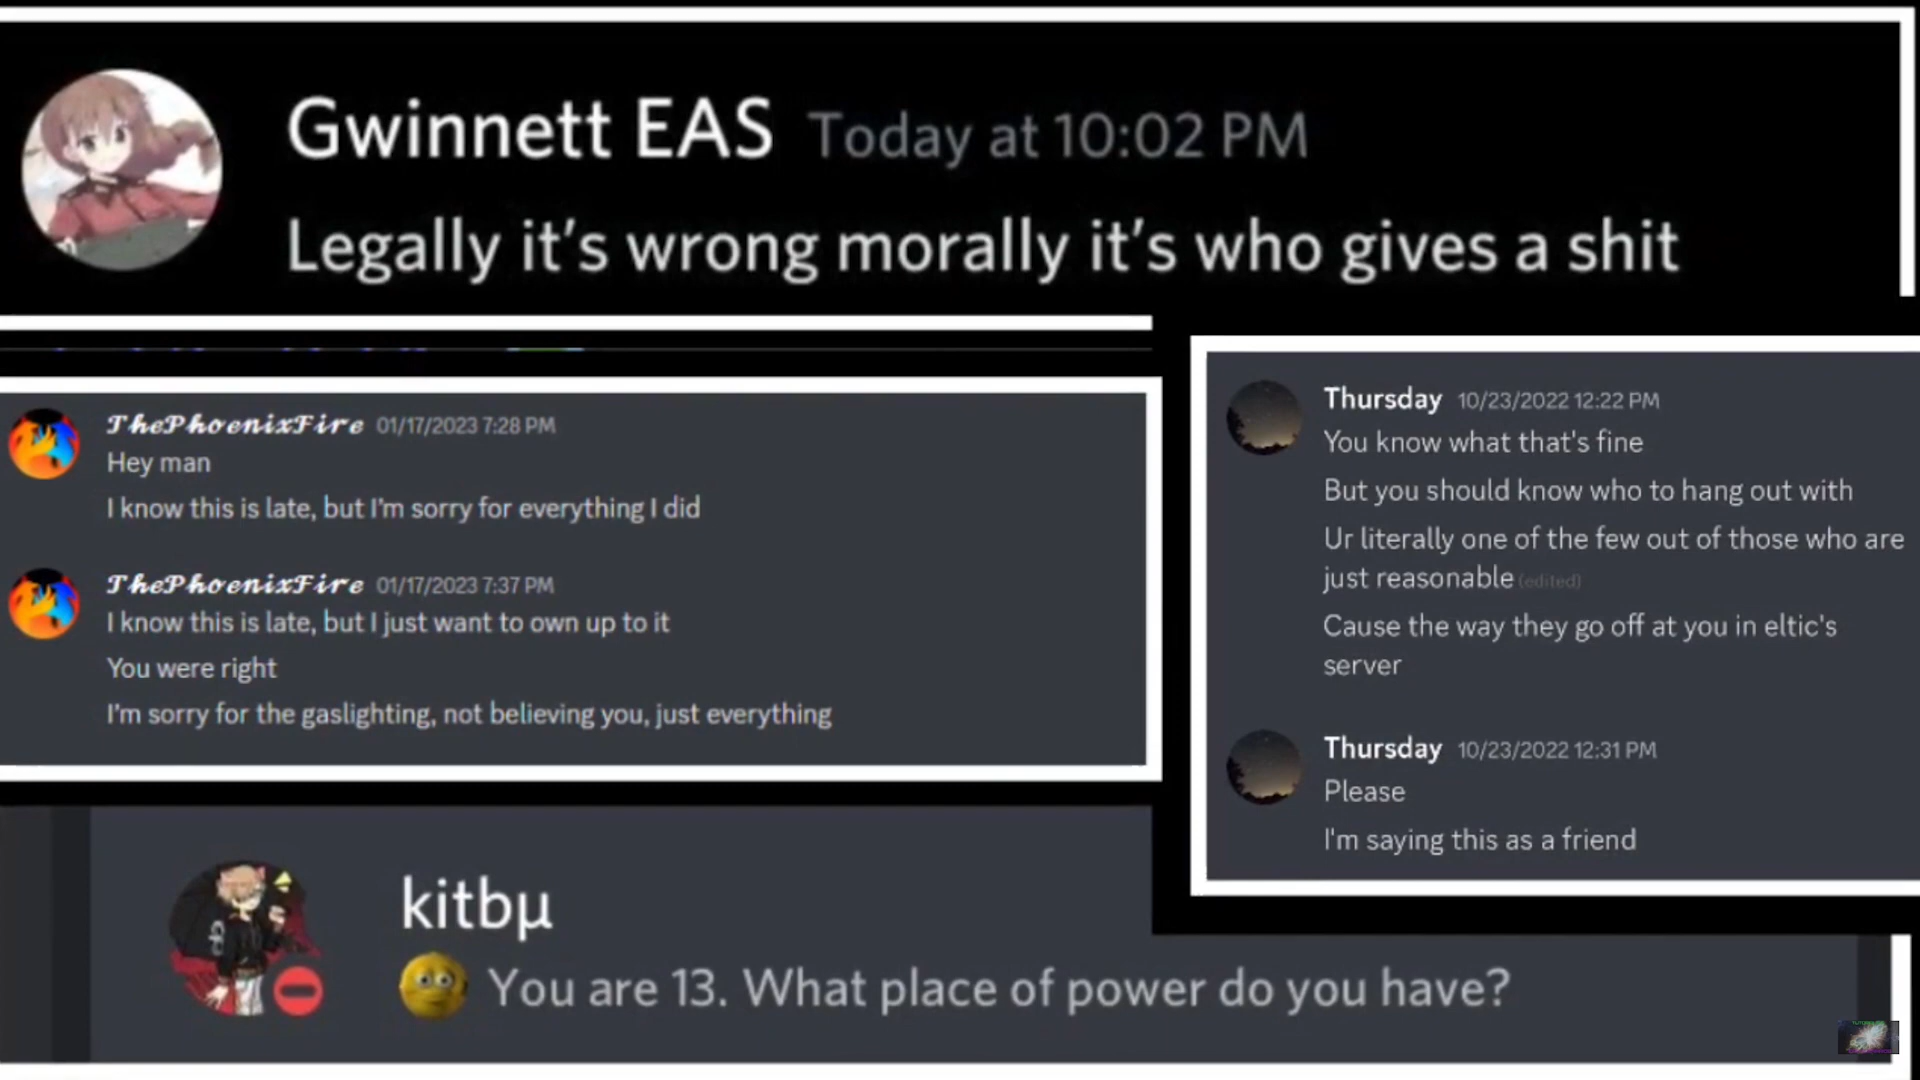 Gwinnett EAS Today at 10:02 PM
Legally it's wrong morally it's who gives a shit
ThePhoenixFire 01/17/2023 7:28 PM
Hey man
I know this is late, but I'm sorry for everything I did
ThePhoenixFire 01/17/2023 7:37 PM
I know this is late, but I just want to own up to it
You were right
I'm sorry for the gaslighting, not believing you, just everything
Thursday 10/23/2022 12:22 PM
You know what that's fine
But you should know who to hang out with
Ur literally one of the few out of those who are
just reasonable (edited)
Cause the way they go off at you in eltic's
server
Thursday 10/23/2022 12:31 PM
Please
I'm saying this as a friend
kitbμ
You are 13. What place of power do you have?